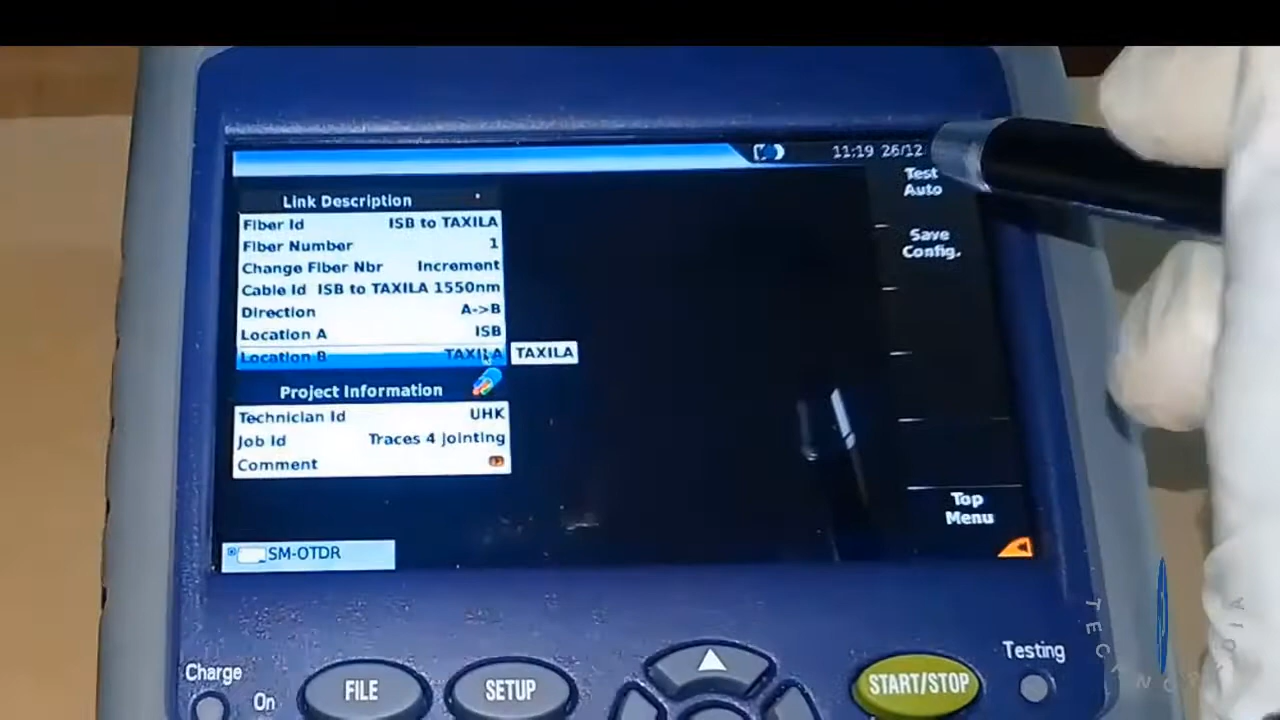 11:19 26/12
Test
Auto
Link Description
Fiber Id ISB to TAXILA
Fiber Number 1
Save
Config.
Change Fiber Nbr Increment
Cable Id ISB to TAXILA 1550nm
Direction A->B
Location A ISB
Location B TAXILA TAXILA
Project Information
Technician Id UHK
Job Id Traces 4 jointing
Comment
Top
Menu
SM-OTDR
Charge
On
FILE
SETUP
START/STOP
Testing